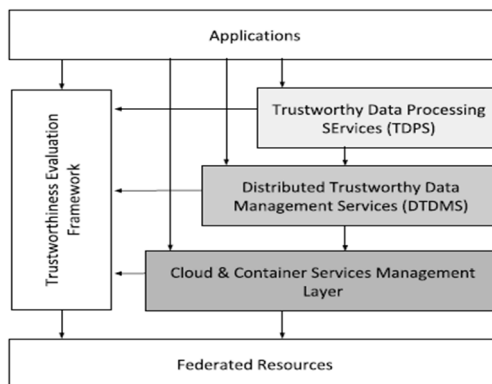 Applications
Trustworthiness Evaluation
Framework
Trustworthy Data Processing
SErvices (TDPS)
Distributed Trustworthy Data
Management Services (DTDMS)
Cloud & Container Services Management
Layer
Federated Resources